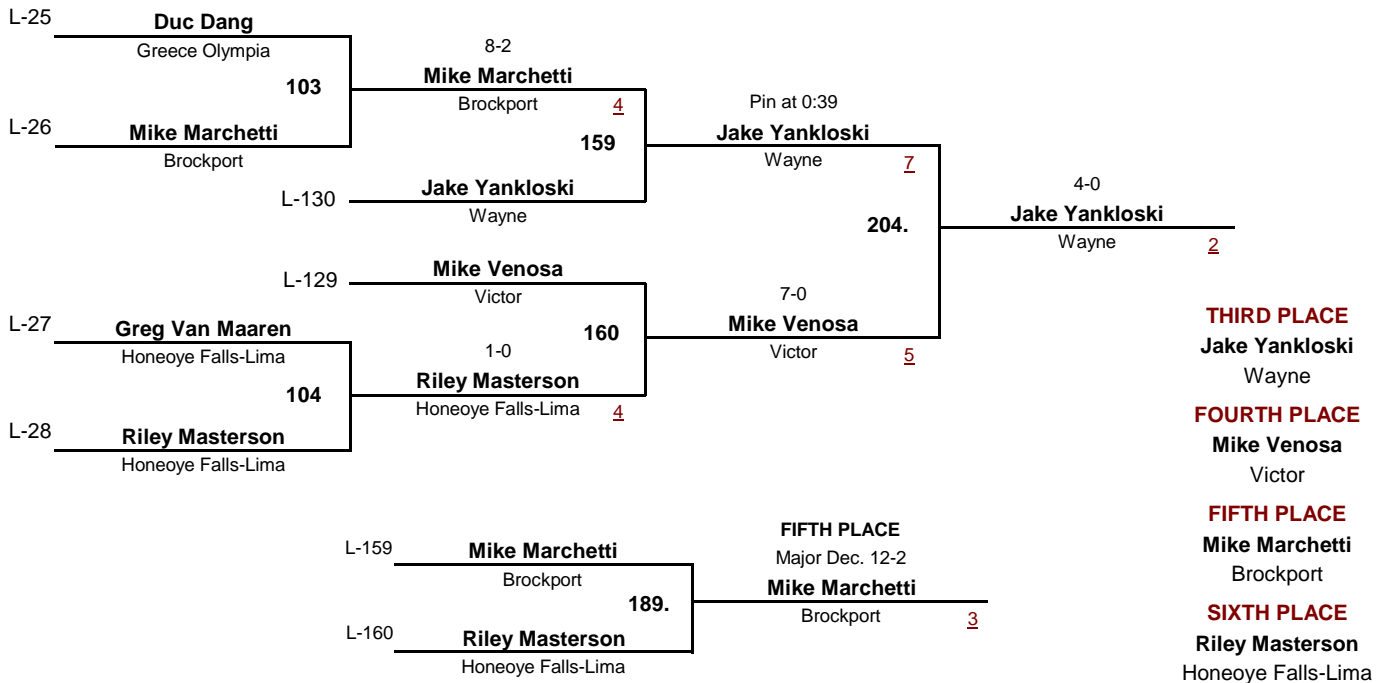 L-25
Duc Dang
Greece Olympia
103
L-26
Mike Marchetti
Brockport
8-2
Mike Marchetti
Brockport
4
159
L-130
Jake Yankloski
Wayne
Pin at 0:39
Jake Yankloski
Wayne
7
204.
4-0
Jake Yankloski
Wayne
2
L-129
Mike Venosa
Victor
160
L-27
Greg Van Maaren
Honeoye Falls-Lima
104
L-28
Riley Masterson
Honeoye Falls-Lima
1-0
Riley Masterson
Honeoye Falls-Lima
4
7-0
Mike Venosa
Victor
5
THIRD PLACE
Jake Yankloski
Wayne
FOURTH PLACE
Mike Venosa
Victor
FIFTH PLACE
Mike Marchetti
Brockport
SIXTH PLACE
Riley Masterson
Honeoye Falls-Lima
L-159
Mike Marchetti
Brockport
189.
L-160
Riley Masterson
Honeoye Falls-Lima
FIFTH PLACE
Major Dec. 12-2
Mike Marchetti
Brockport
3